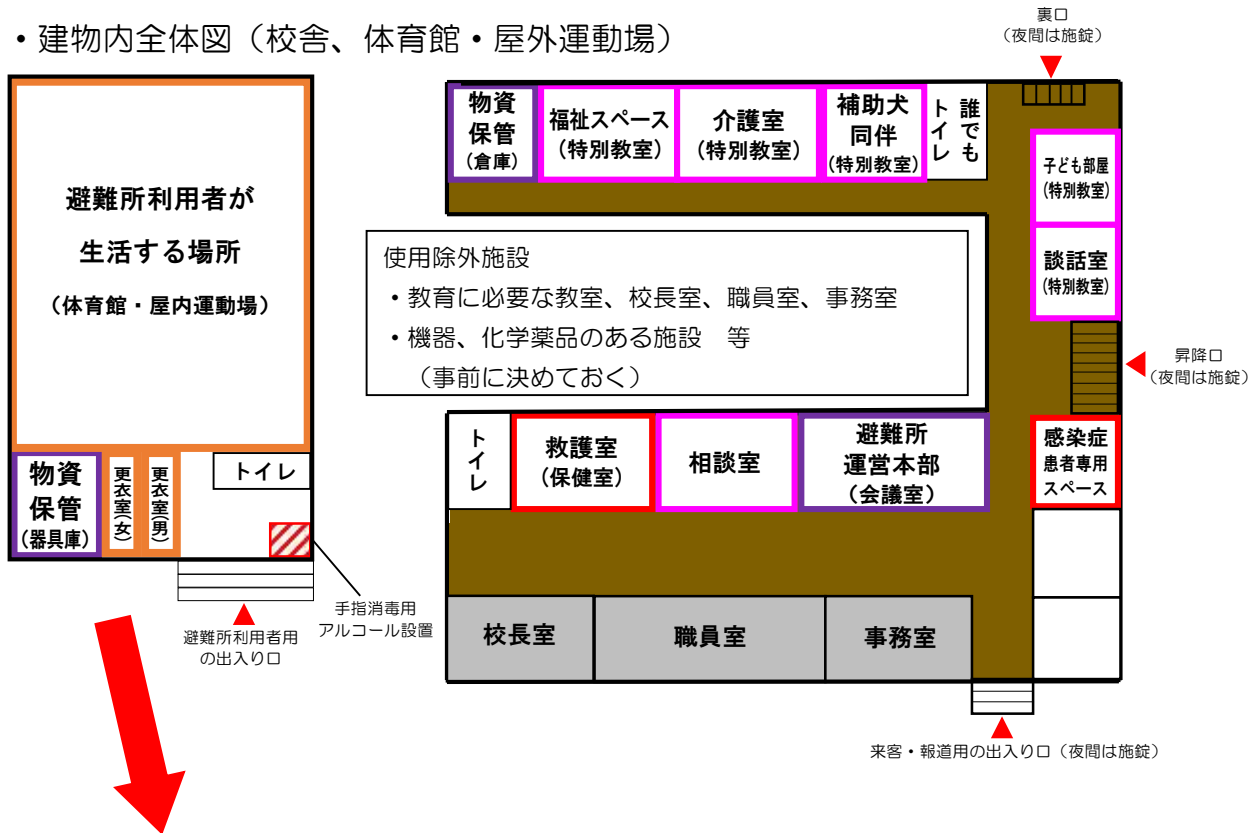 ・建物内全体図（校舎、体育館・屋外運動場）
裏口
（夜間は施錠）
避難所利用者が
生活する場所
（体育館・屋内運動場）
物資
保管
（器具庫）
更衣室（女）
更衣室（男）
トイレ
手指消毒用
アルコール設置
避難所利用者用
の出入り口
物資
保管
（倉庫）
福祉スペース
（特別教室）
介護室
（特別教室）
補助犬
同伴
（特別教室）
誰でも
トイレ
子ども部屋
（特別教室）
談話室
（特別教室）
使用除外施設
・教育に必要な教室、校長室、職員室、事務室
・機器、化学薬品のある施設　等
（事前に決めておく）
昇降口
（夜間は施錠）
トイレ
救護室
（保健室）
相談室
避難所
運営本部
（会議室）
感染症
患者専用
スペース
校長室
職員室
事務室
来客・報道用の出入り口（夜間は施錠）